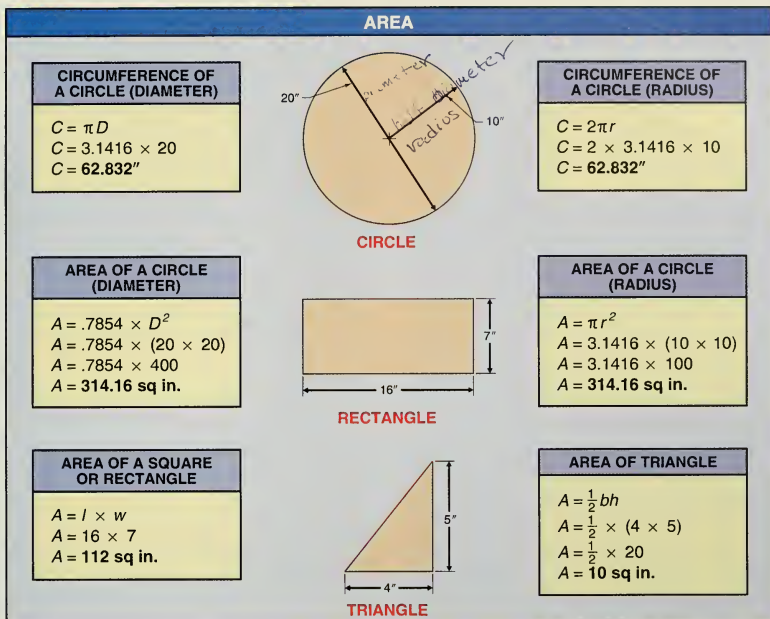 AREA
CIRCUMFERENCE OF
A CIRCLE (DIAMETER)
C = πD
C = 3.1416 × 20
C = 62.832"
20"
diameter
10"
radius
CIRCLE
CIRCUMFERENCE OF
A CIRCLE (RADIUS)
C = 2πr
C = 2 × 3.1416 × 10
C = 62.832"
AREA OF A CIRCLE
(DIAMETER)
A = .7854 × D²
A = .7854 × (20 × 20)
A = .7854 × 400
A = 314.16 sq in.
7"
16"
RECTANGLE
AREA OF A CIRCLE
(RADIUS)
A = πr²
A = 3.1416 × (10 × 10)
A = 3.1416 × 100
A = 314.16 sq in.
AREA OF A SQUARE
OR RECTANGLE
A = l × w
A = 16 × 7
A = 112 sq in.
5"
4"
TRIANGLE
AREA OF TRIANGLE
A = ½bh
A = ½ × (4 × 5)
A = ½ × 20
A = 10 sq in.